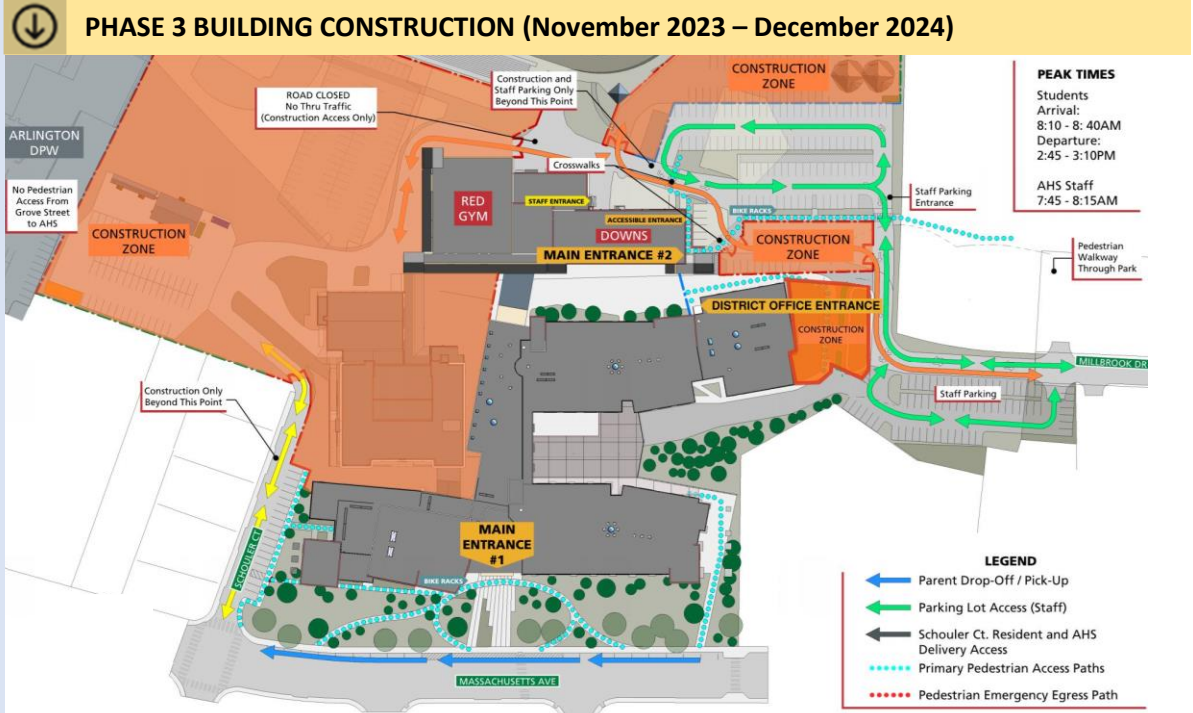 PHASE 3 BUILDING CONSTRUCTION (November 2023 – December 2024)
Construction and
Staff Parking Only
Beyond This Point
CONSTRUCTION
ZONE
PEAK TIMES
Students
Arrival:
8:10 - 8: 40AM
Departure:
2:45 - 3:10PM
AHS Staff
7:45 - 8:15AM
ROAD CLOSED
No Thru Traffic
(Construction Access Only)
ARLINGTON
DPW
No Pedestrian
Access From
Grove Street
to AHS
Crosswalks
Staff Parking
Entrance
RED
GYM
STAFF ENTRANCE
ACCESSIBLE ENTRANCE
BIKE RACKS
DOWNS
CONSTRUCTION
ZONE
CONSTRUCTION
ZONE
MAIN ENTRANCE #2
Pedestrian
Walkway
Through Park
DISTRICT OFFICE ENTRANCE
CONSTRUCTION
ZONE
MILLBROOK DR
Construction Only
Beyond This Point
Staff Parking
SCHOULER CT
MAIN
ENTRANCE
#1
BIKE RACKS
MASSACHUSETTS AVE
LEGEND
Parent Drop-Off / Pick-Up
Parking Lot Access (Staff)
Schouler Ct. Resident and AHS
Delivery Access
Primary Pedestrian Access Paths
Pedestrian Emergency Egress Path